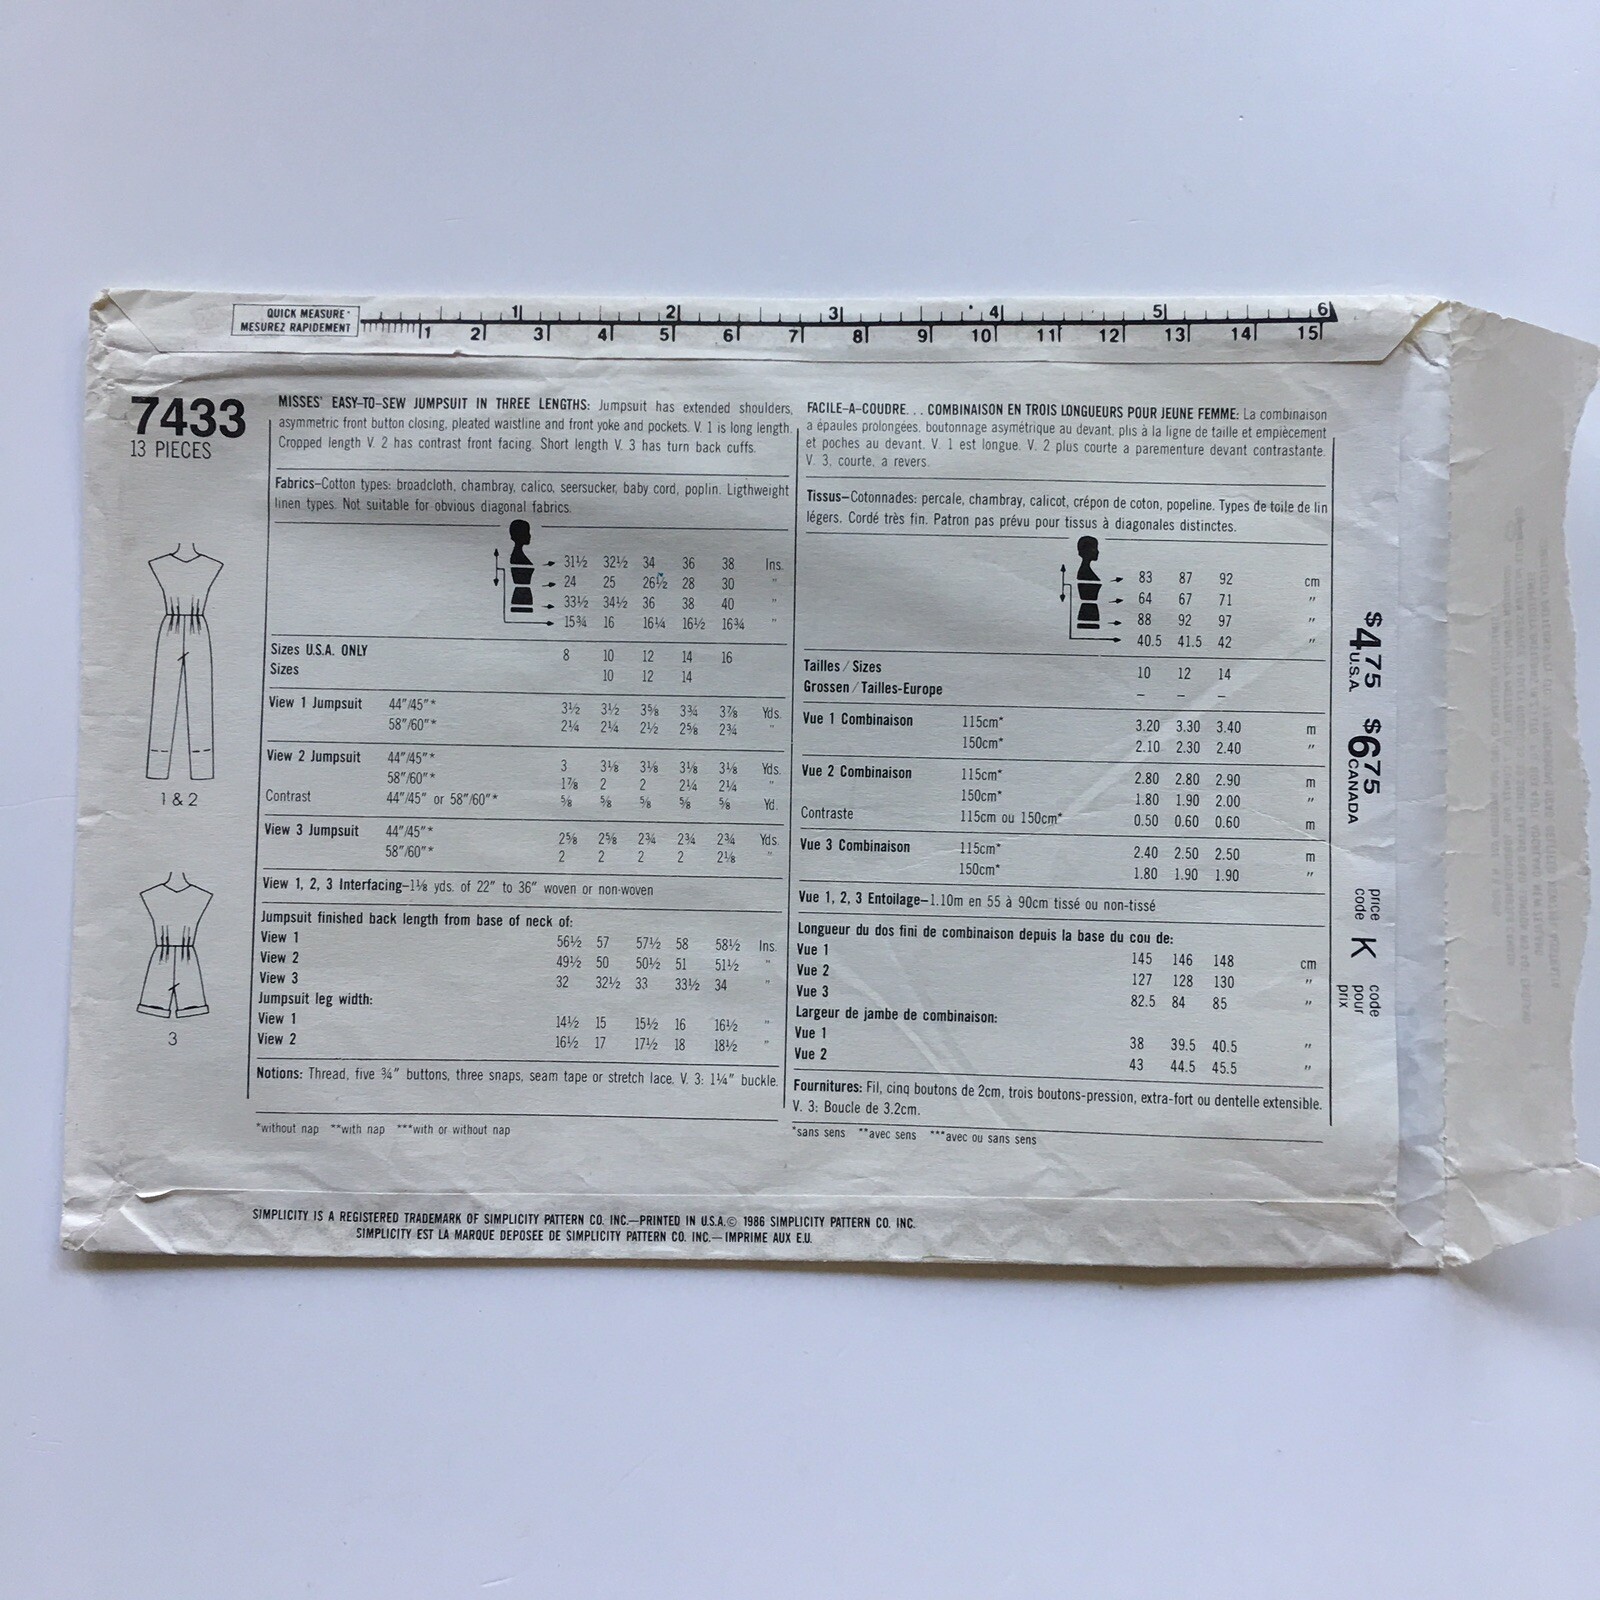 QUICK MEASURE
MESUREZ RAPIDEMENT
1 2 3 4 5 6
1 2 3 4 5 6 7 8 9 10 11 12 13 14 15
7433
13 PIECES
MISSES' EASY-TO-SEW JUMPSUIT IN THREE LENGTHS: Jumpsuit has extended shoulders,
asymmetric front button closing, pleated waistline and front yoke and pockets. V. 1 is long length.
Cropped length V. 2 has contrast front facing. Short length V. 3 has turn back cuffs.
Fabrics–Cotton types: broadcloth, chambray, calico, seersucker, baby cord, poplin. Ligthweight
linen types. Not suitable for obvious diagonal fabrics.
31½ 32½ 34 36 38 Ins.
24 25 26½ 28 30 "
33½ 34½ 36 38 40 "
15¾ 16 16¼ 16½ 16¾ "
Sizes U.S.A. ONLY 8 10 12 14 16
Sizes 10 12 14
View 1 Jumpsuit 44"/45"* 3½ 3½ 3⅝ 3¾ 3⅞ Yds.
58"/60"* 2¼ 2¼ 2½ 2⅝ 2¾ "
View 2 Jumpsuit 44"/45"* 3 3⅛ 3⅛ 3⅛ 3⅛ Yds.
58"/60"* 1⅞ 2 2 2¼ 2¼ "
Contrast 44"/45" or 58"/60"* ⅝ ⅝ ⅝ ⅝ ⅝ Yd.
View 3 Jumpsuit 44"/45"* 2⅝ 2⅝ 2¾ 2¾ 2¾ Yds.
58"/60"* 2 2 2 2 2⅛ "
View 1, 2, 3 Interfacing–1⅛ yds. of 22" to 36" woven or non-woven
Jumpsuit finished back length from base of neck of:
View 1 56½ 57 57½ 58 58½ Ins.
View 2 49½ 50 50½ 51 51½ "
View 3 32 32½ 33 33½ 34 "
Jumpsuit leg width:
View 1 14½ 15 15½ 16 16½ "
View 2 16½ 17 17½ 18 18½ "
Notions: Thread, five ¾" buttons, three snaps, seam tape or stretch lace. V. 3: 1¼" buckle.
*without nap **with nap ***with or without nap
1 & 2
3
FACILE-A-COUDRE... COMBINAISON EN TROIS LONGUEURS POUR JEUNE FEMME: La combinaison
a épaules prolongées, boutonnage asymétrique au devant, plis à la ligne de taille et empiècement
et poches au devant. V. 1 est longue. V. 2 plus courte a parementure devant contrastante.
V. 3, courte, a revers.
Tissus–Cotonnades: percale, chambray, calicot, crépon de coton, popeline. Types de toile de lin
légers. Cordé très fin. Patron pas prévu pour tissus à diagonales distinctes.
83 87 92 cm
64 67 71 "
88 92 97 "
40.5 41.5 42 "
Tailles/Sizes 10 12 14
Grossen/Tailles-Europe – – –
Vue 1 Combinaison 115cm* 3.20 3.30 3.40 m
150cm* 2.10 2.30 2.40 "
Vue 2 Combinaison 115cm* 2.80 2.80 2.90 m
150cm* 1.80 1.90 2.00 "
Contraste 115cm ou 150cm* 0.50 0.60 0.60 m
Vue 3 Combinaison 115cm* 2.40 2.50 2.50 m
150cm* 1.80 1.90 1.90 "
Vue 1, 2, 3 Entoilage–1.10m en 55 à 90cm tissé ou non-tissé
Longueur du dos fini de combinaison depuis la base du cou de:
Vue 1 145 146 148 cm
Vue 2 127 128 130 "
Vue 3 82.5 84 85 "
Largeur de jambe de combinaison:
Vue 1 38 39.5 40.5 "
Vue 2 43 44.5 45.5 "
Fournitures: Fil, cinq boutons de 2cm, trois boutons-pression, extra-fort ou dentelle extensible.
V. 3: Boucle de 3.2cm.
*sans sens **avec sens ***avec ou sans sens
$4.75 U.S.A. $6.75 CANADA
price code K code pour prix
SIMPLICITY IS A REGISTERED TRADEMARK OF SIMPLICITY PATTERN CO. INC.—PRINTED IN U.S.A.© 1986 SIMPLICITY PATTERN CO. INC.
SIMPLICITY EST LA MARQUE DEPOSEE DE SIMPLICITY PATTERN CO. INC.— IMPRIME AUX E.U.